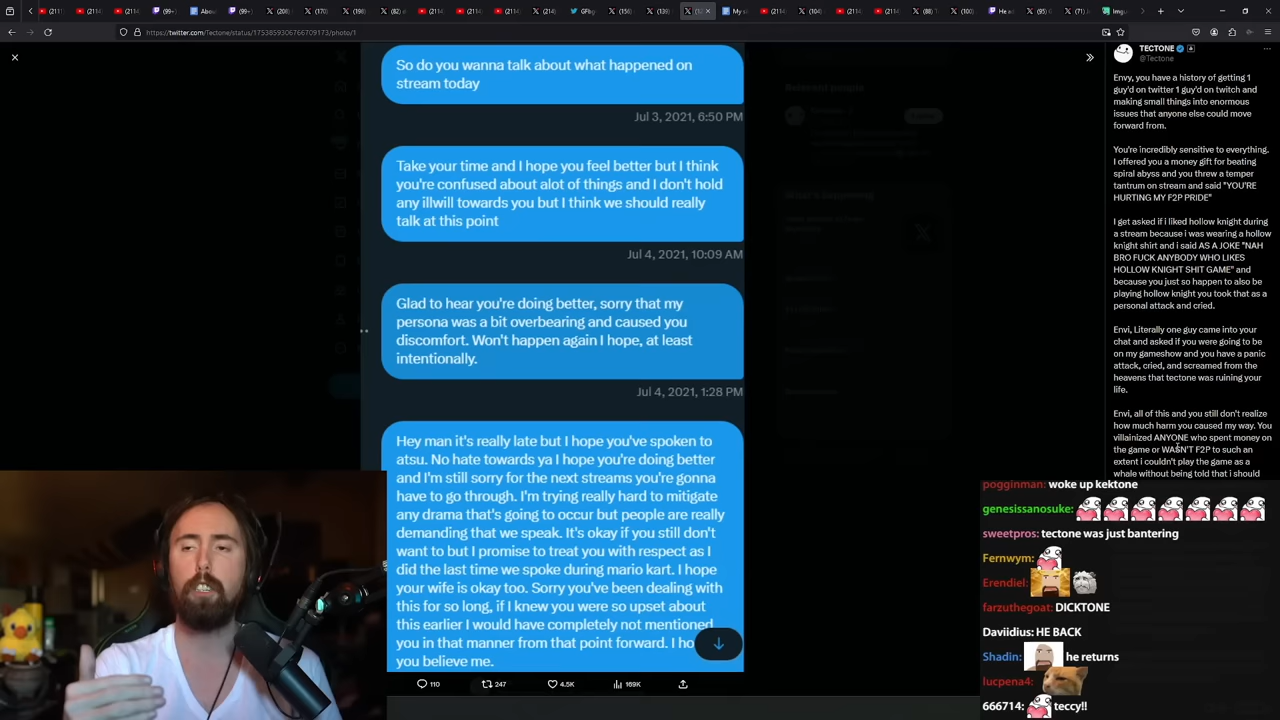 https://twitter.com/Tectone/status/1753859306766709173/photo/1
So do you wanna talk about what happened on
stream today
Jul 3, 2021, 6:50 PM
Take your time and I hope you feel better but I think
you're confused about alot of things and I don't hold
any illwill towards you but I think we should really
talk at this point
Jul 4, 2021, 10:09 AM
Glad to hear you're doing better, sorry that my
persona was a bit overbearing and caused you
discomfort. Won't happen again I hope, at least
intentionally.
Jul 4, 2021, 1:28 PM
Hey man it's really late but I hope you've spoken to
atsu. No hate towards ya I hope you're doing better
and I'm still sorry for the next streams you're gonna
have to go through. I'm trying really hard to mitigate
any drama that's going to occur but people are really
demanding that we speak. It's okay if you still don't
want to but I promise to treat you with respect as I
did the last time we spoke during mario kart. I hope
your wife is okay too. Sorry you've been dealing with
this for so long, if I knew you were so upset about
this earlier I would have completely not mentioned
you in that manner from that point forward. I ho
you believe me.
110
247
4.5K
169K
TECTONE
@Tectone
Envy, you have a history of getting 1
guy'd on twitter 1 guy'd on twitch and
making small things into enormous
issues that anyone else could move
forward from.
You're incredibly sensitive to everything,
I offered you a money gift for beating
spiral abyss and you threw a temper
tantrum on stream and said "YOU'RE
HURTING MY F2P PRIDE"
I get asked if i liked hollow knight during
a stream because i was wearing a hollow
knight shirt and i said AS A JOKE "NAH
BRO FUCK ANYBODY WHO LIKES
HOLLOW KNIGHT SHIT GAME" and
because you just so happen to also be
playing hollow knight you took that as a
personal attack and cried.
Envi, Literally one guy came into your
chat and asked if you were going to be
on my gameshow and you have a panic
attack, cried, and screamed from the
heavens that tectone was ruining your
life.
Envi, all of this and you still don't realize
how much harm you caused my way. You
villainized ANYONE who spent money on
the game or WASN'T F2P to such an
extent i couldn't play the game as a
whale without being told that i should
pogginman: woke up kektone
genesissanosuke:
sweetpros: tectone was just bantering
Fernwym:
Erendiel:
farzuthegoat: DICKTONE
Daviidius: HE BACK
Shadin: he returns
lucpena4:
666714: teccy!!